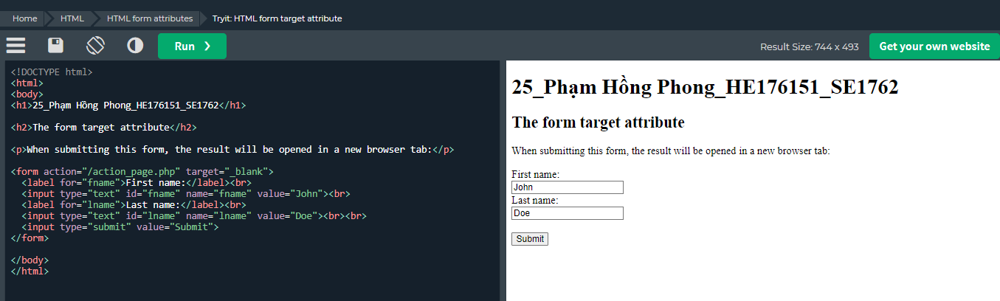 Home HTML HTML form attributes Tryit: HTML form target attribute
Run ❯ Result Size: 744 x 493 Get your own website
<!DOCTYPE html>
<html>
<body>
<h1>25_Phạm Hồng Phong_HE176151_SE1762</h1>
<h2>The form target attribute</h2>
<p>When submitting this form, the result will be opened in a new browser tab:</p>
<form action="/action_page.php" target="_blank">
<label for="fname">First name:</label><br>
<input type="text" id="fname" name="fname" value="John"><br>
<label for="lname">Last name:</label><br>
<input type="text" id="lname" name="lname" value="Doe"><br><br>
<input type="submit" value="Submit">
</form>
</body>
</html>
25_Phạm Hồng Phong_HE176151_SE1762
The form target attribute
When submitting this form, the result will be opened in a new browser tab:
First name:
John
Last name:
Doe
Submit